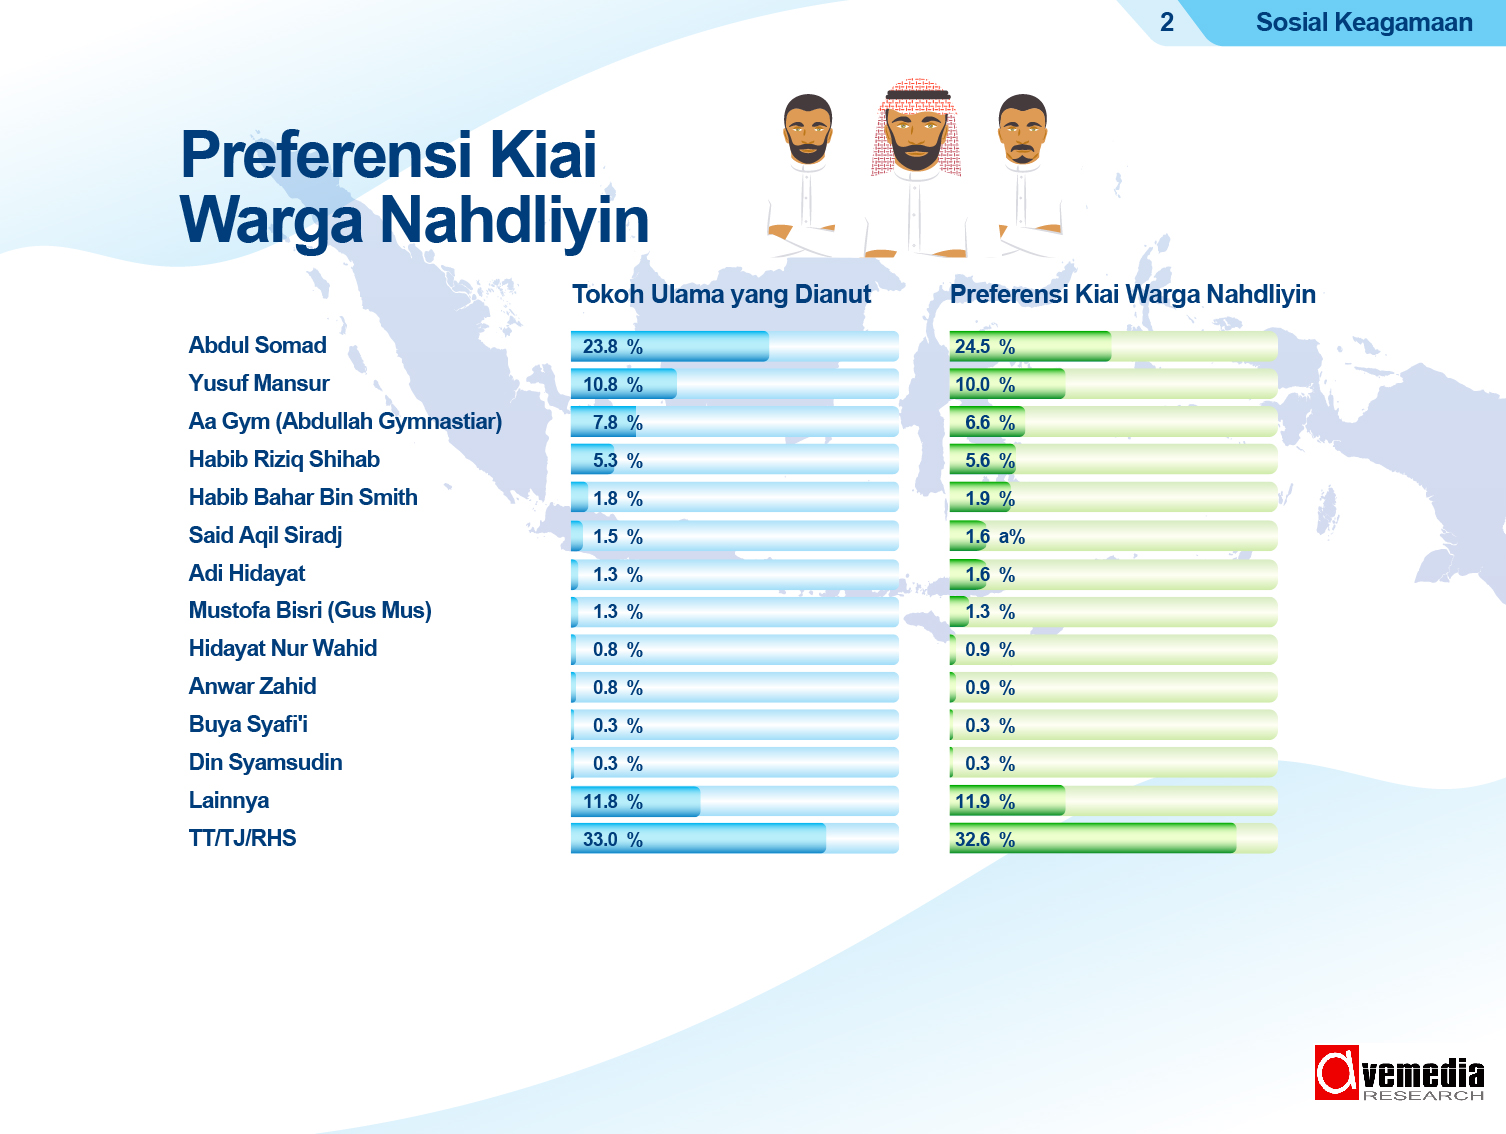 2 Sosial Keagamaan
Preferensi Kiai
Warga Nahdliyin
Tokoh Ulama yang Dianut Preferensi Kiai Warga Nahdliyin
Abdul Somad 23.8 % 24.5 %
Yusuf Mansur 10.8 % 10.0 %
Aa Gym (Abdullah Gymnastiar) 7.8 % 6.6 %
Habib Riziq Shihab 5.3 % 5.6 %
Habib Bahar Bin Smith 1.8 % 1.9 %
Said Aqil Siradj 1.5 % 1.6 a%
Adi Hidayat 1.3 % 1.6 %
Mustofa Bisri (Gus Mus) 1.3 % 1.3 %
Hidayat Nur Wahid 0.8 % 0.9 %
Anwar Zahid 0.8 % 0.9 %
Buya Syafi'i 0.3 % 0.3 %
Din Syamsudin 0.3 % 0.3 %
Lainnya 11.8 % 11.9 %
TT/TJ/RHS 33.0 % 32.6 %
avemedia
RESEARCH